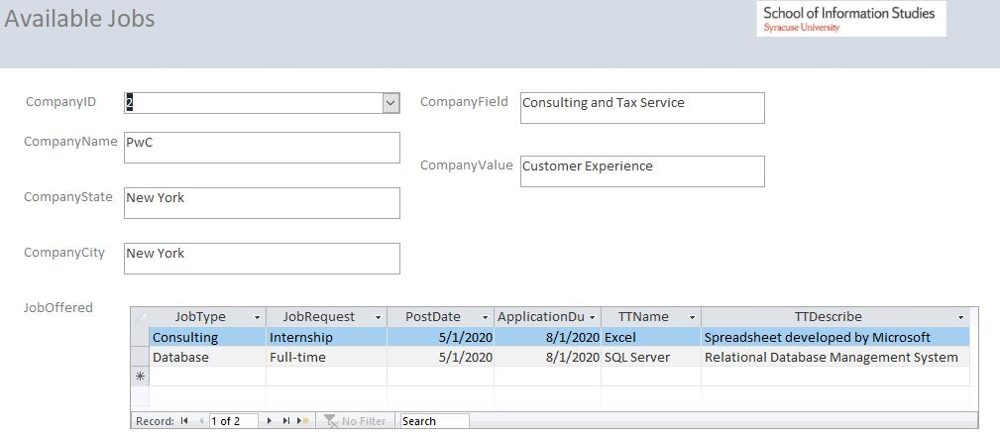 Available Jobs
School of Information Studies
Syracuse University
CompanyID 2
CompanyField Consulting and Tax Service
CompanyName PwC
CompanyValue Customer Experience
CompanyState New York
CompanyCity New York
JobOffered
JobType JobRequest PostDate ApplicationDu TTName TTDescribe
Consulting Internship 5/1/2020 8/1/2020 Excel Spreadsheet developed by Microsoft
Database Full-time 5/1/2020 8/1/2020 SQL Server Relational Database Management System
Record: 1 of 2 No Filter Search